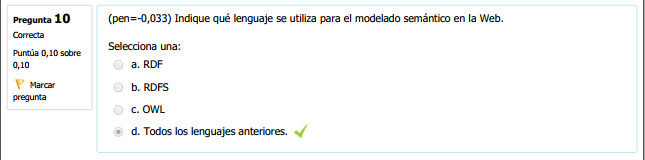 Pregunta 10
Correcta
Puntúa 0,10 sobre
0,10
Marcar
pregunta
(pen=-0,033) Indique qué lenguaje se utiliza para el modelado semántico en la Web.
Selecciona una:
a. RDF
b. RDFS
c. OWL
d. Todos los lenguajes anteriores.